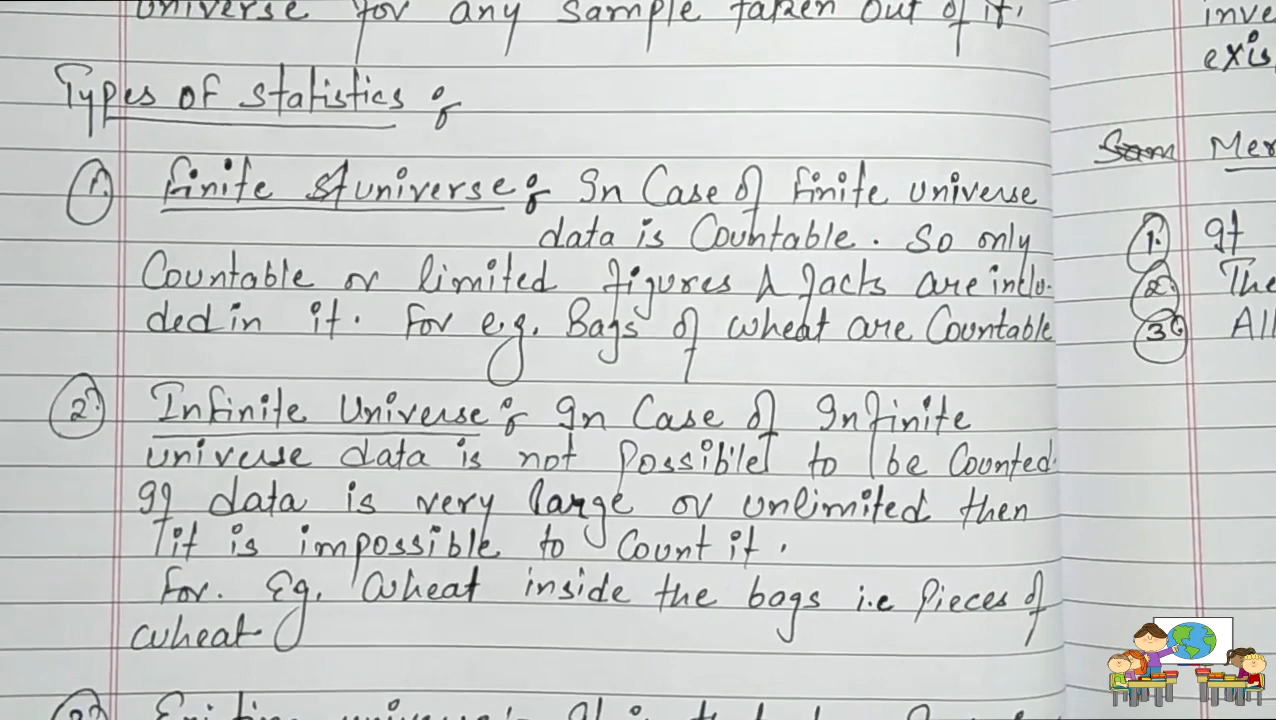 universe for any sample taken out of it.
Types of statistics :
1. Finite universe : In Case of finite universe
data is Countable. So only
Countable or limited figures & facts are inclu-
ded in it. For e.g. Bags of wheat are Countable
2. Infinite Universe : In Case of Infinite
universe data is not possible to be Counted.
If data is very large or unlimited then
it is impossible to Count it.
For. Eg. Wheat inside the bags i.e pieces of
wheat
universe
inve
exis
Mer
1. It
2. The
3. All